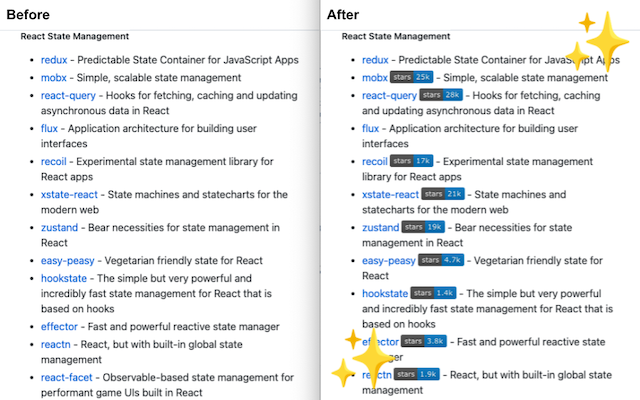 Before
React State Management
redux - Predictable State Container for JavaScript Apps
mobx - Simple, scalable state management
react-query - Hooks for fetching, caching and updating
asynchronous data in React
flux - Application architecture for building user
interfaces
recoil - Experimental state management library for
React apps
xstate-react - State machines and statecharts for the
modern web
zustand - Bear necessities for state management in
React
easy-peasy - Vegetarian friendly state for React
hookstate - The simple but very powerful and
incredibly fast state management for React that is
based on hooks
effector - Fast and powerful reactive state manager
reactn - React, but with built-in global state
management
react-facet - Observable-based state management for
performant game UIs built in React
After
React State Management
redux - Predictable State Container for JavaScript Apps
mobx stars 25k - Simple, scalable state management
react-query stars 28k - Hooks for fetching, caching
and updating asynchronous data in React
flux - Application architecture for building user
interfaces
recoil stars 17k - Experimental state management
library for React apps
xstate-react stars 21k - State machines and
statecharts for the modern web
zustand stars 19k - Bear necessities for state
management in React
easy-peasy stars 4.7k - Vegetarian friendly state for
React
hookstate stars 1.4k - The simple but very powerful
and incredibly fast state management for React that is
based on hooks
effector stars 3.8k - Fast and powerful reactive state
reactn stars 1.9k - React, but with built-in global state
management